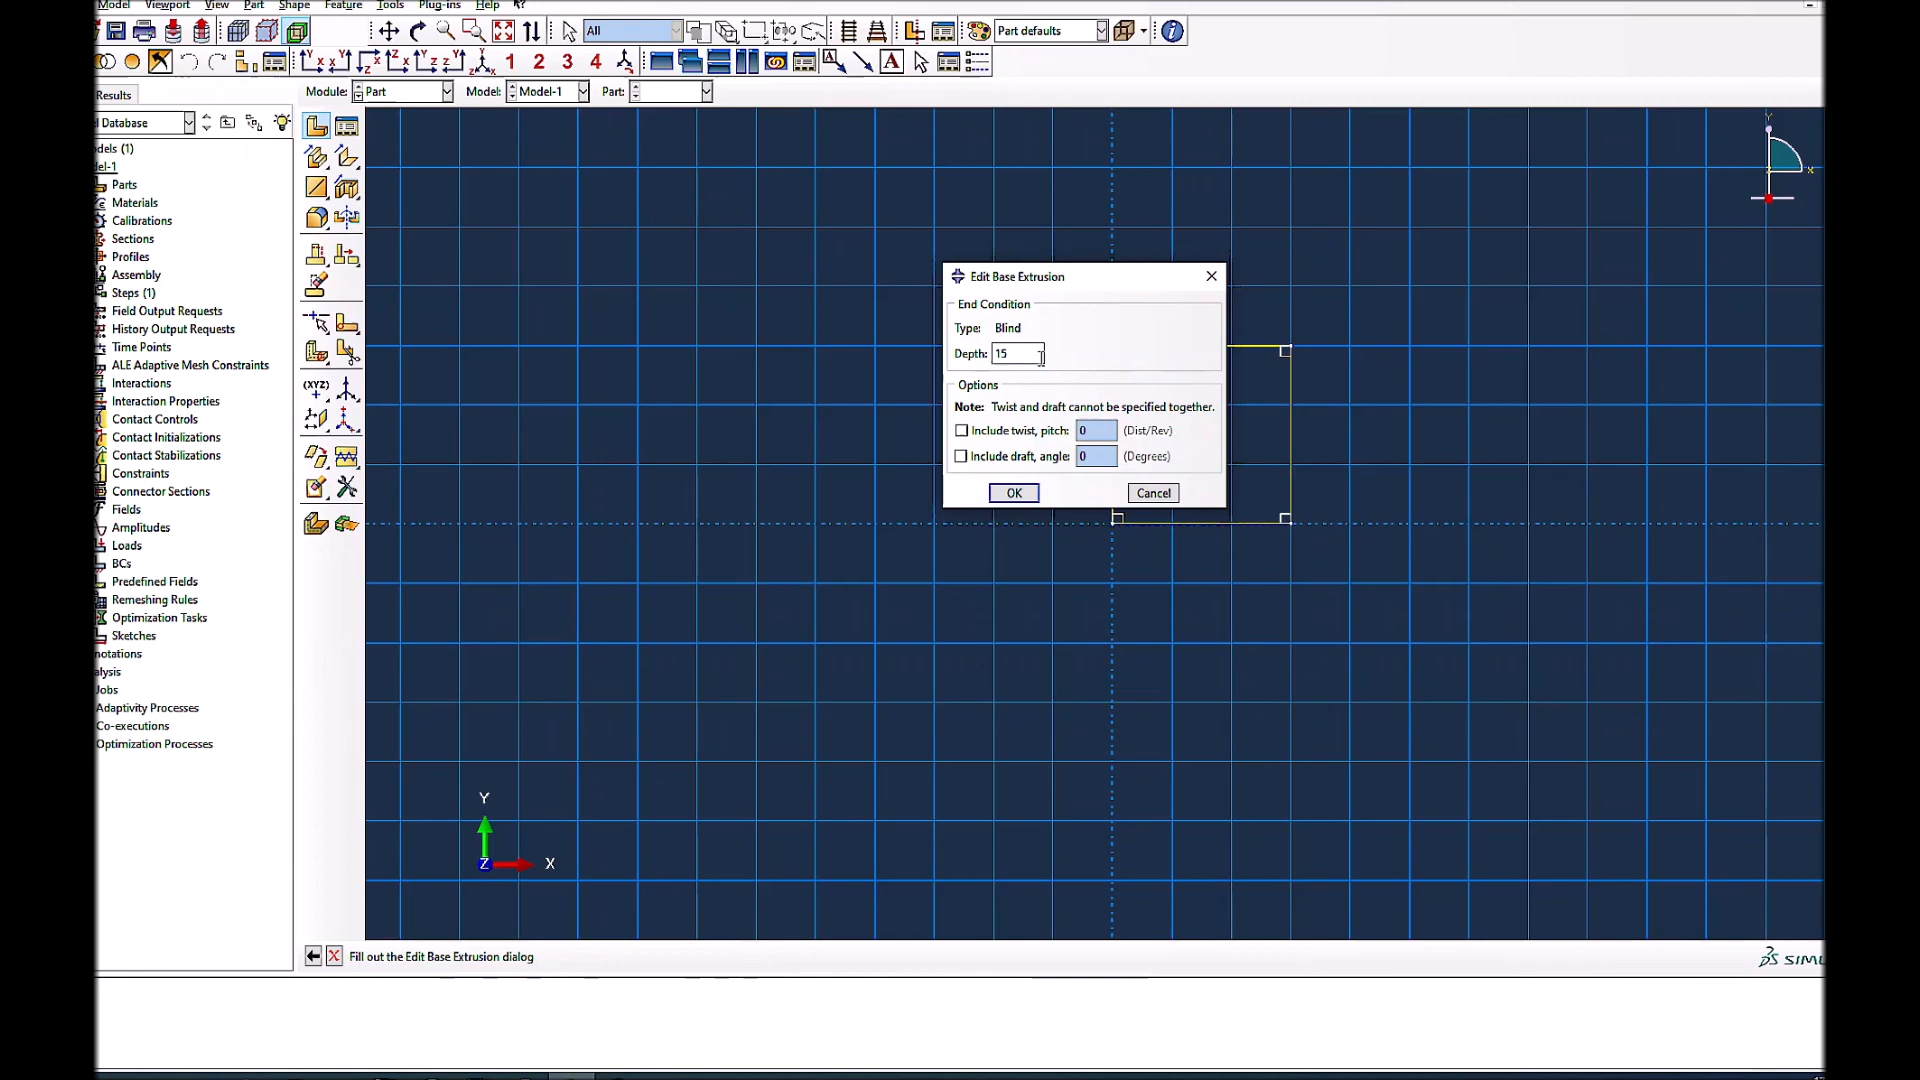 Model Viewport View Part Shape Feature Tools Plug-ins Help ?
All Part defaults
1 2 3 4 A
Module: Part Model: Model-1 Part:
Results
l Database
dels (1)
del-1
Parts
Materials
Calibrations
Sections
Profiles
Assembly
Steps (1)
Field Output Requests
History Output Requests
Time Points
ALE Adaptive Mesh Constraints
Interactions
Interaction Properties
Contact Controls
Contact Initializations
Contact Stabilizations
Constraints
Connector Sections
Fields
Amplitudes
Loads
BCs
Predefined Fields
Remeshing Rules
Optimization Tasks
Sketches
notations
alysis
Jobs
Adaptivity Processes
Co-executions
Optimization Processes
(XYZ)
Y
X
Edit Base Extrusion
End Condition
Type: Blind
Depth: 15
Options
Note: Twist and draft cannot be specified together.
Include twist, pitch: 0 (Dist/Rev)
Include draft, angle: 0 (Degrees)
OK Cancel
Y
Z X
X Fill out the Edit Base Extrusion dialog
SIMU